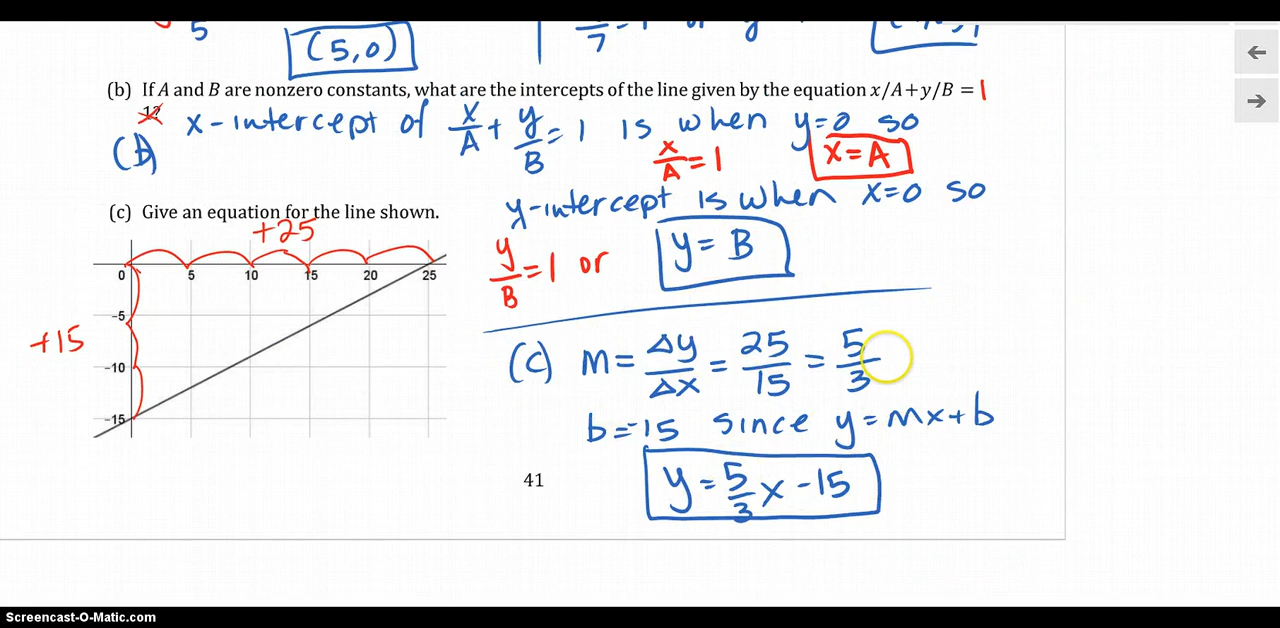 5
(5,0)
7
(b) If A and B are nonzero constants, what are the intercepts of the line given by the equation x/A+y/B = 1
1?
(b)
x-intercept of x/A + y/B = 1 is when y=0 so
x/A = 1
x = A
y-intercept is when x=0 so
y/B = 1 or
y = B
(c) Give an equation for the line shown.
+25
0 5 10 15 20 25
-5
-10
-15
+15
(c) m = Δy/Δx = 25/15 = 5/3
b=-15 since y=mx+b
y = 5/3 x -15
41
Screencast-O-Matic.com